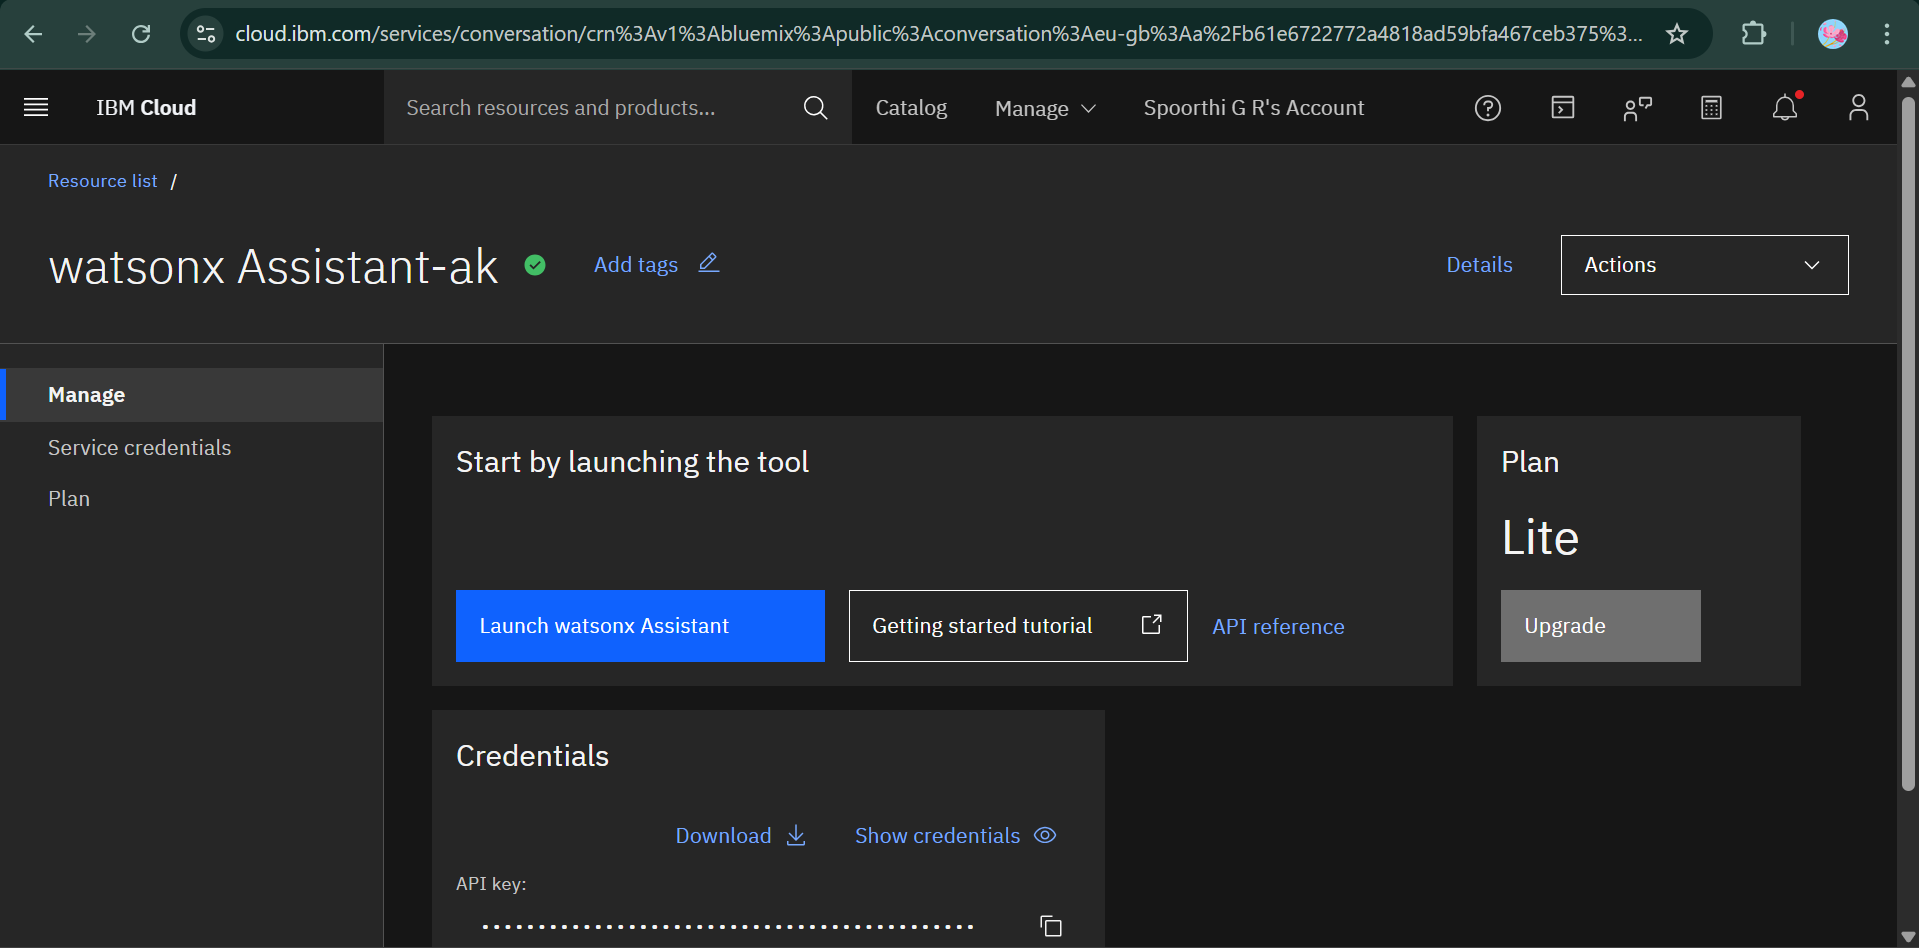 cloud.ibm.com/services/conversation/crn%3Av1%3Abluemix%3Apublic%3Aconversation%3Aeu-gb%3Aa%2Fb61e6722772a4818ad59bfa467ceb375%3...
IBM Cloud Search resources and products... Catalog Manage Spoorthi G R's Account
Resource list /
watsonx Assistant-ak Add tags Details Actions
Manage
Service credentials
Plan
Start by launching the tool
Launch watsonx Assistant Getting started tutorial API reference
Plan
Lite
Upgrade
Credentials
Download Show credentials
API key: